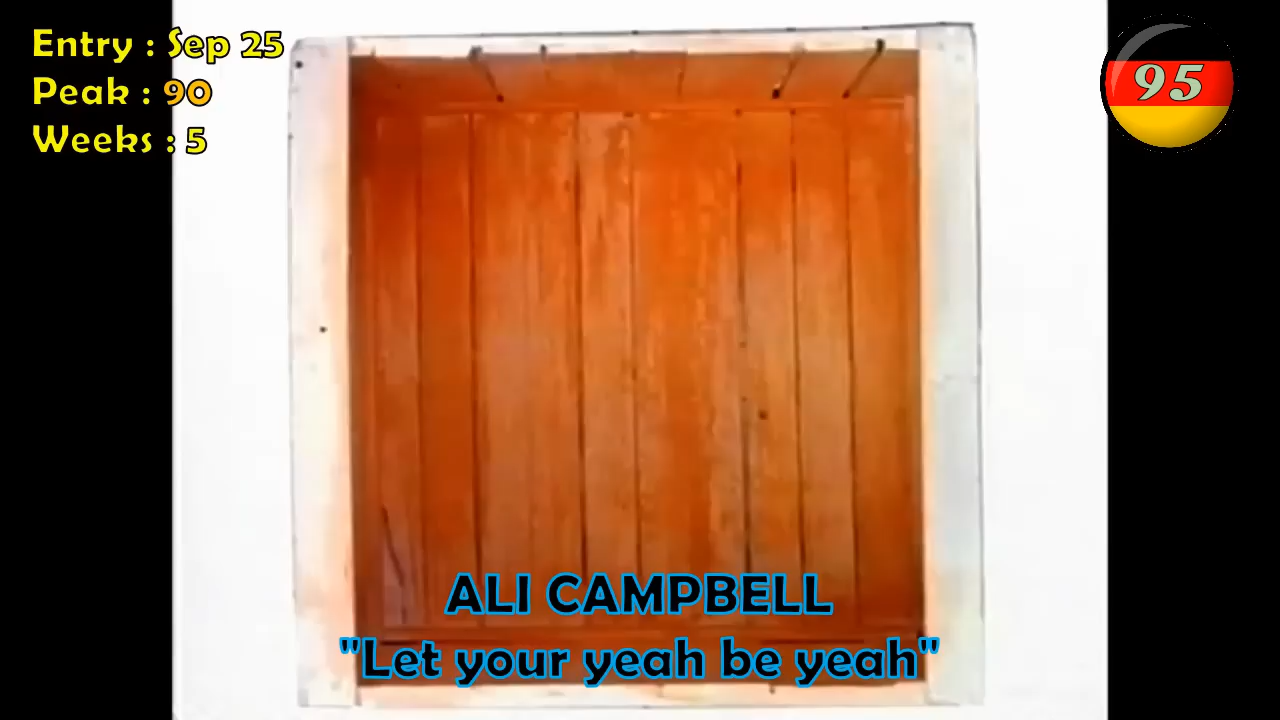 Entry : Sep 25
Peak : 90
Weeks : 5
95
ALI CAMPBELL
"Let your yeah be yeah"